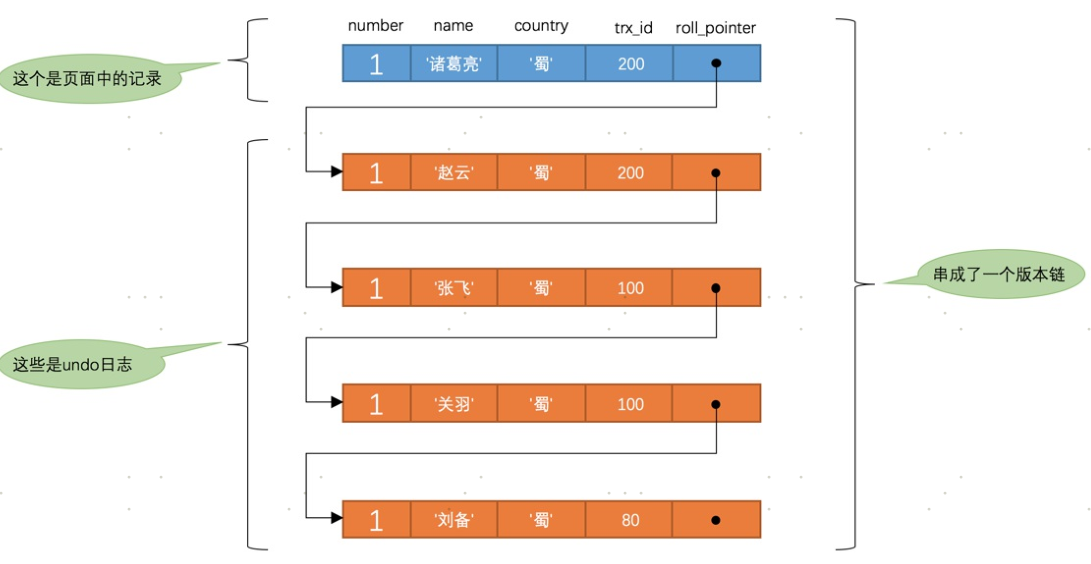 number name country trx_id roll_pointer
这个是页面中的记录
1 '诸葛亮' '蜀' 200
1 '赵云' '蜀' 200
串成了一个版本链
1 '张飞' '蜀' 100
这些是undo日志
1 '关羽' '蜀' 100
1 '刘备' '蜀' 80